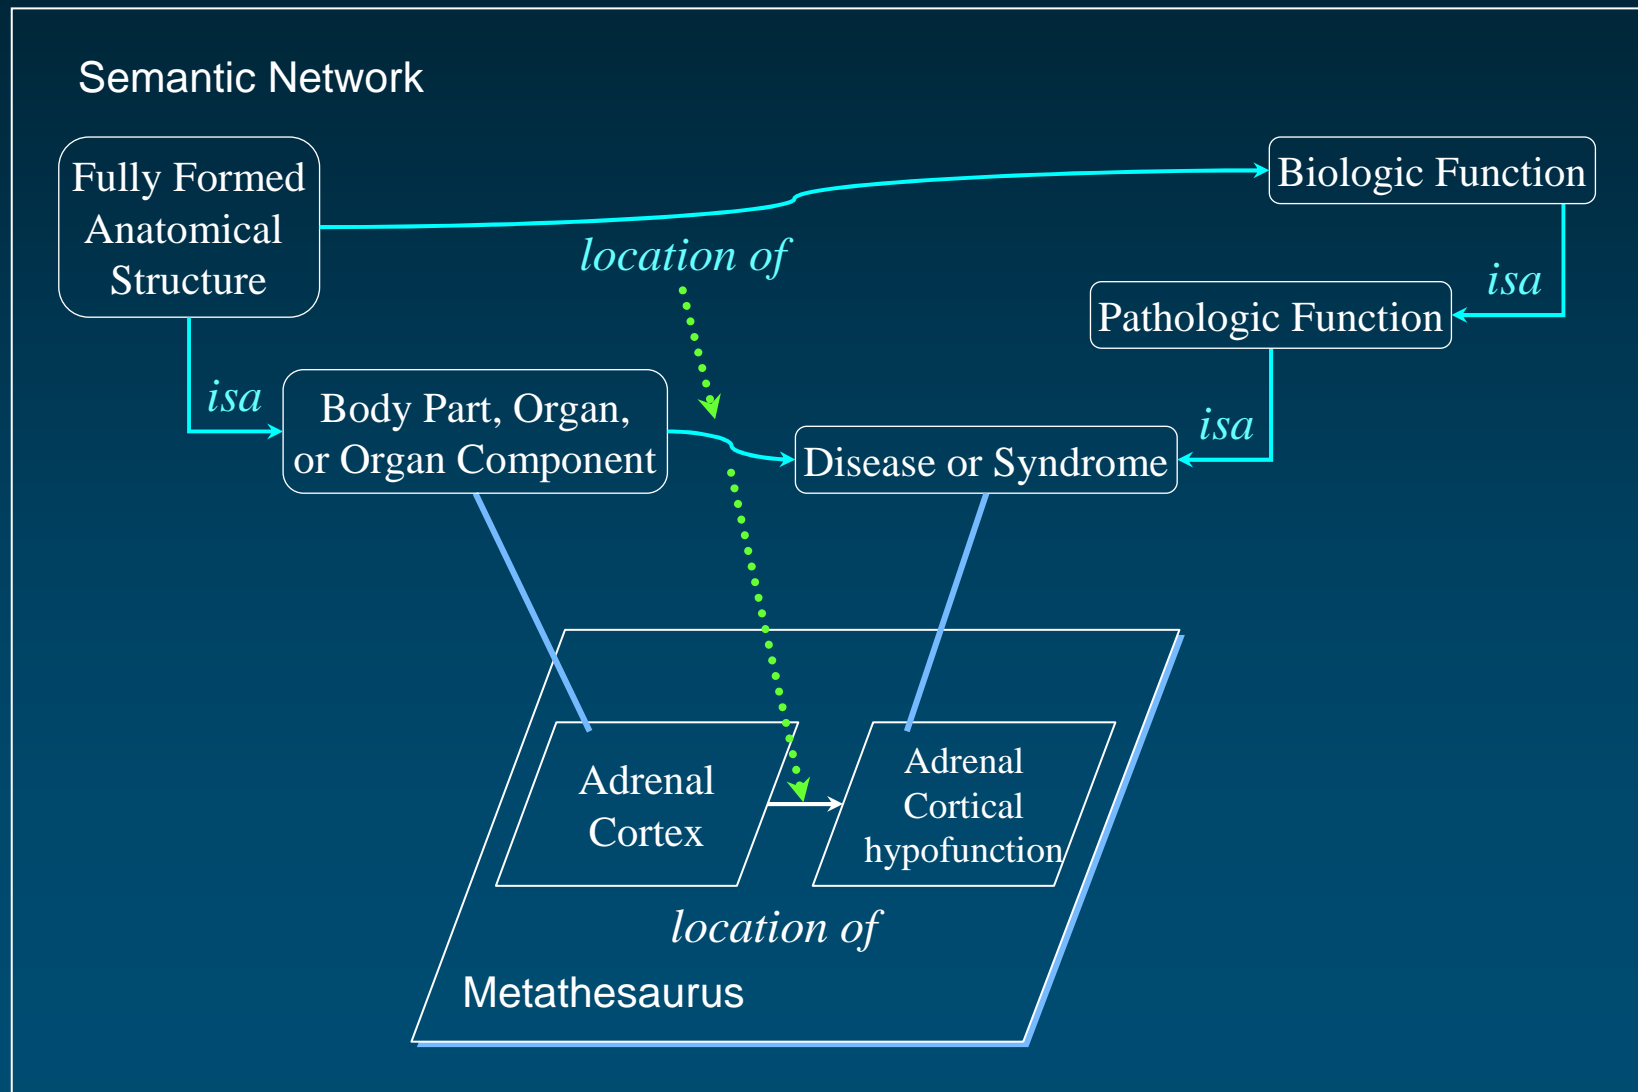 Semantic Network
Fully Formed
Anatomical
Structure
Biologic Function
location of
isa
Pathologic Function
isa
Body Part, Organ,
or Organ Component
isa
Disease or Syndrome
Adrenal
Cortex
Adrenal
Cortical
hypofunction
location of
Metathesaurus